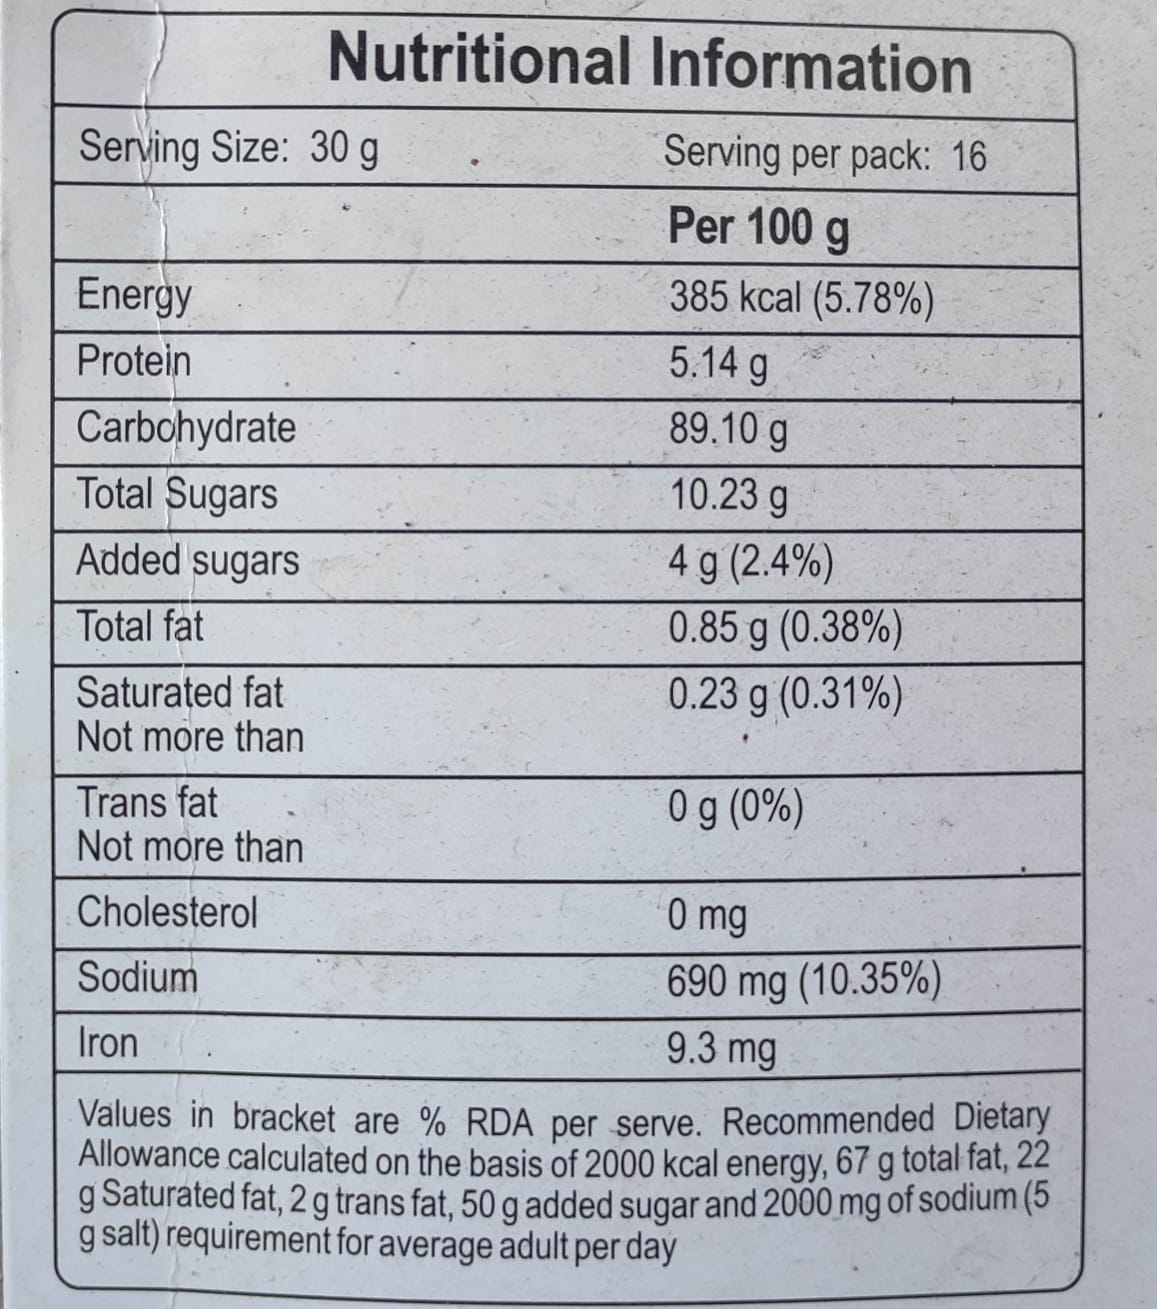 Nutritional Information
Serving Size: 30 g Serving per pack: 16
Per 100 g
Energy 385 kcal (5.78%)
Protein 5.14 g
Carbohydrate 89.10 g
Total Sugars 10.23 g
Added sugars 4 g (2.4%)
Total fat 0.85 g (0.38%)
Saturated fat 0.23 g (0.31%)
Not more than
Trans fat 0 g (0%)
Not more than
Cholesterol 0 mg
Sodium 690 mg (10.35%)
Iron 9.3 mg
Values in bracket are % RDA per serve. Recommended Dietary
Allowance calculated on the basis of 2000 kcal energy, 67 g total fat, 22
g Saturated fat, 2 g trans fat, 50 g added sugar and 2000 mg of sodium (5
g salt) requirement for average adult per day